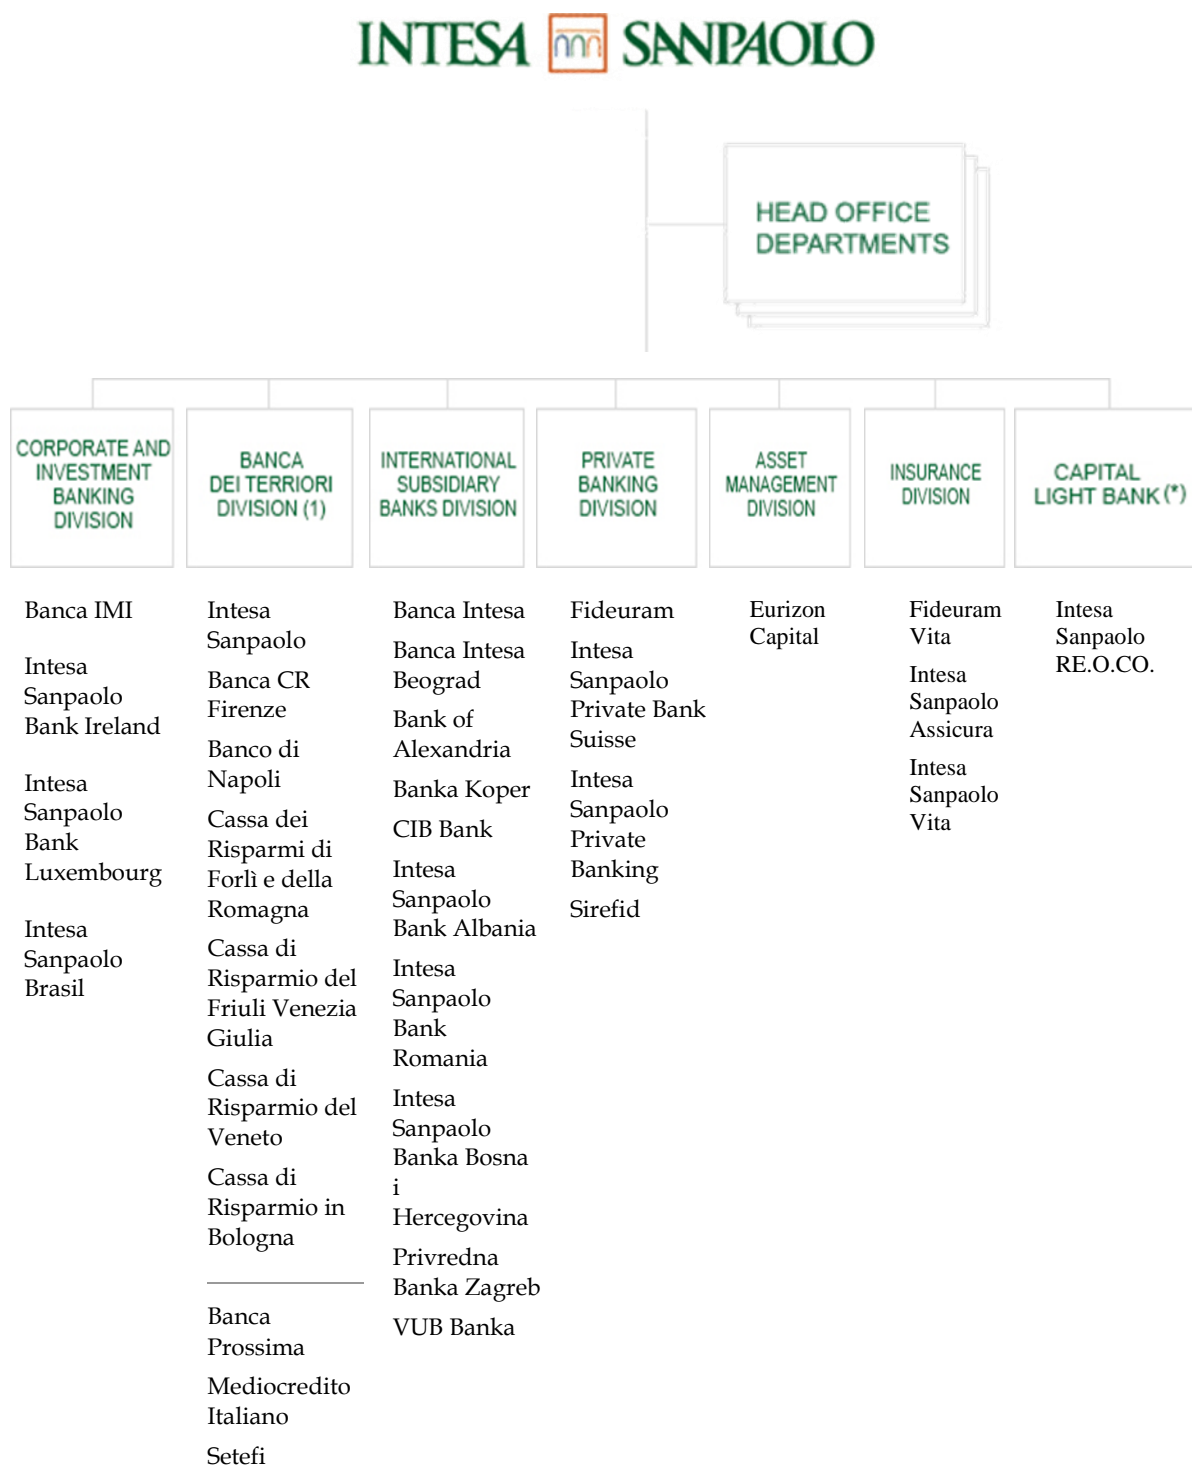 INTESA SANPAOLO
HEAD OFFICE
DEPARTMENTS
CORPORATE AND
INVESTMENT
BANKING
DIVISION
BANCA
DEI TERRIORI
DIVISION (1)
INTERNATIONAL
SUBSIDIARY
BANKS DIVISION
PRIVATE
BANKING
DIVISION
ASSET
MANAGEMENT
DIVISION
INSURANCE
DIVISION
CAPITAL
LIGHT BANK (*)
Banca IMI
Intesa
Sanpaolo
Bank Ireland
Intesa
Sanpaolo
Bank
Luxembourg
Intesa
Sanpaolo
Brasil
Intesa
Sanpaolo
Banca CR
Firenze
Banco di
Napoli
Cassa dei
Risparmi di
Forlì e della
Romagna
Cassa di
Risparmio del
Friuli Venezia
Giulia
Cassa di
Risparmio del
Veneto
Cassa di
Risparmio in
Bologna
Banca
Prossima
Mediocredito
Italiano
Setefi
Banca Intesa
Banca Intesa
Beograd
Bank of
Alexandria
Banka Koper
CIB Bank
Intesa
Sanpaolo
Bank Albania
Intesa
Sanpaolo
Bank
Romania
Intesa
Sanpaolo
Banka Bosna
i
Hercegovina
Privredna
Banka Zagreb
VUB Banka
Fideuram
Intesa
Sanpaolo
Private Bank
Suisse
Intesa
Sanpaolo
Private
Banking
Sirefid
Eurizon
Capital
Fideuram
Vita
Intesa
Sanpaolo
Assicura
Intesa
Sanpaolo
Vita
Intesa
Sanpaolo
RE.O.CO.